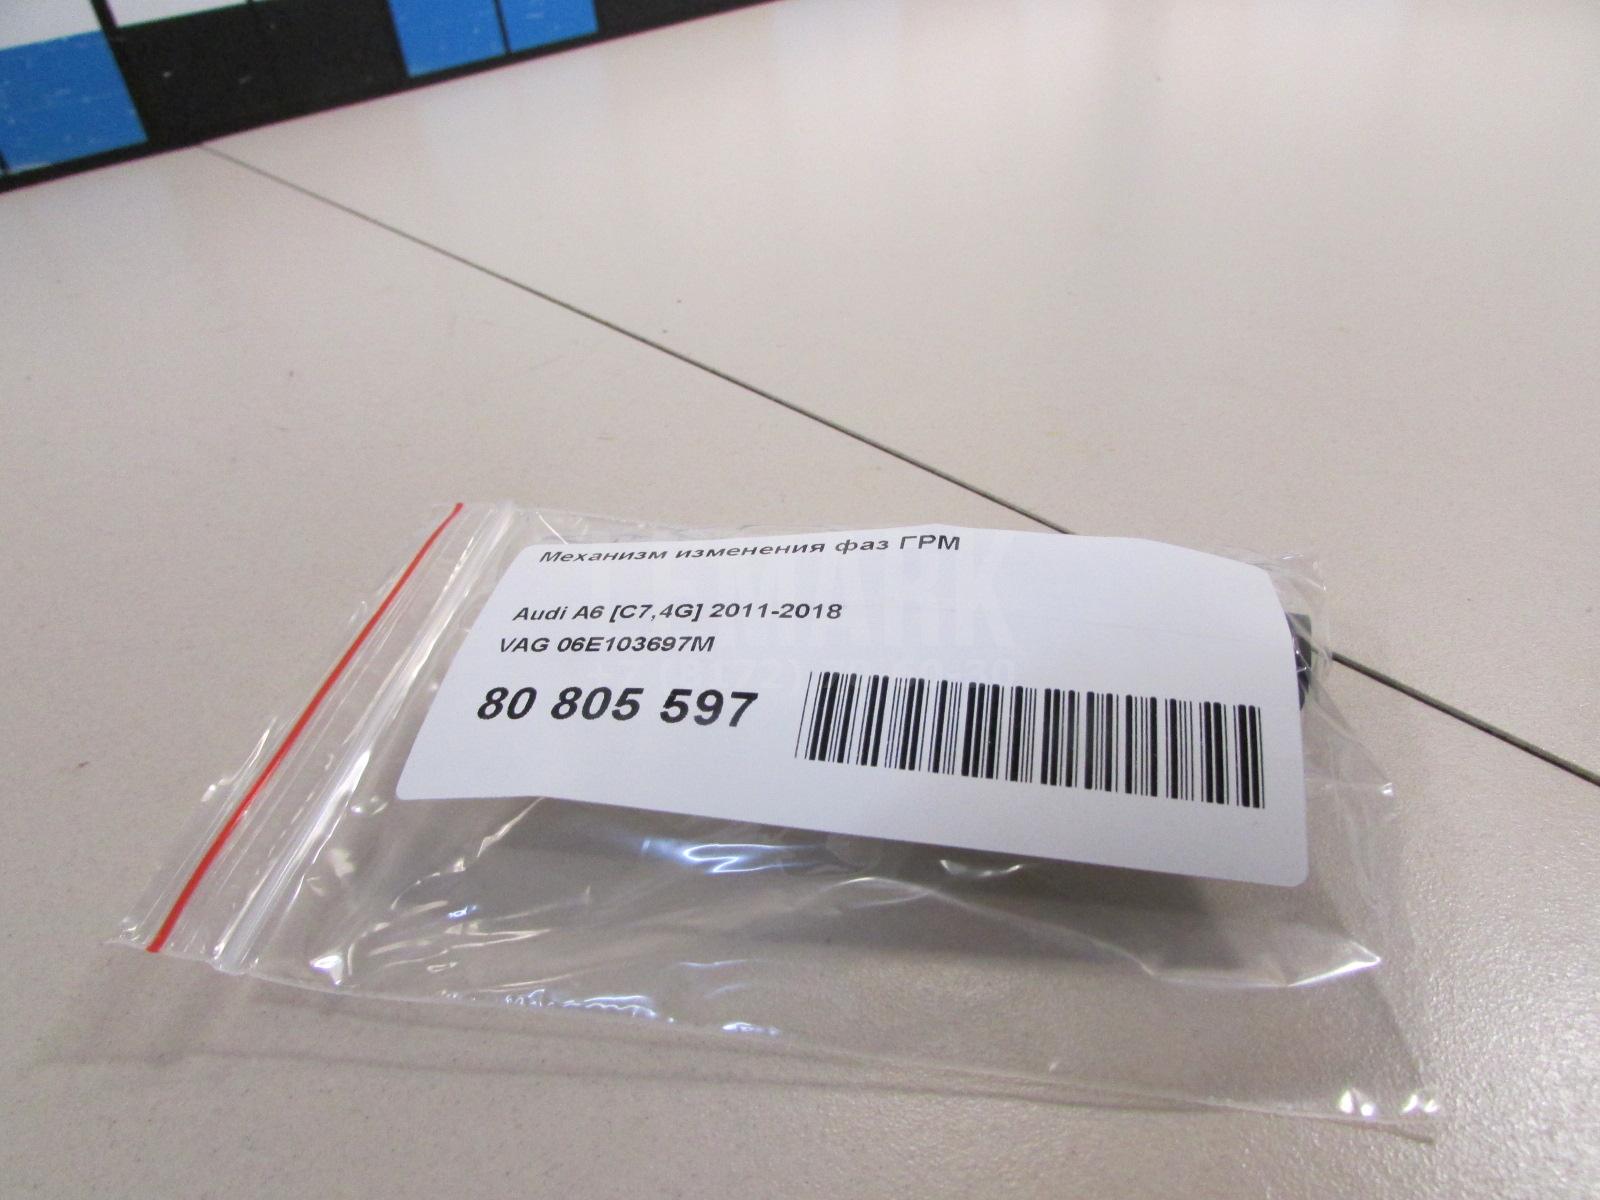 Механизм изменения фаз ГРМ
Audi A6 [C7,4G] 2011-2018
VAG 06E103697M
80 805 597